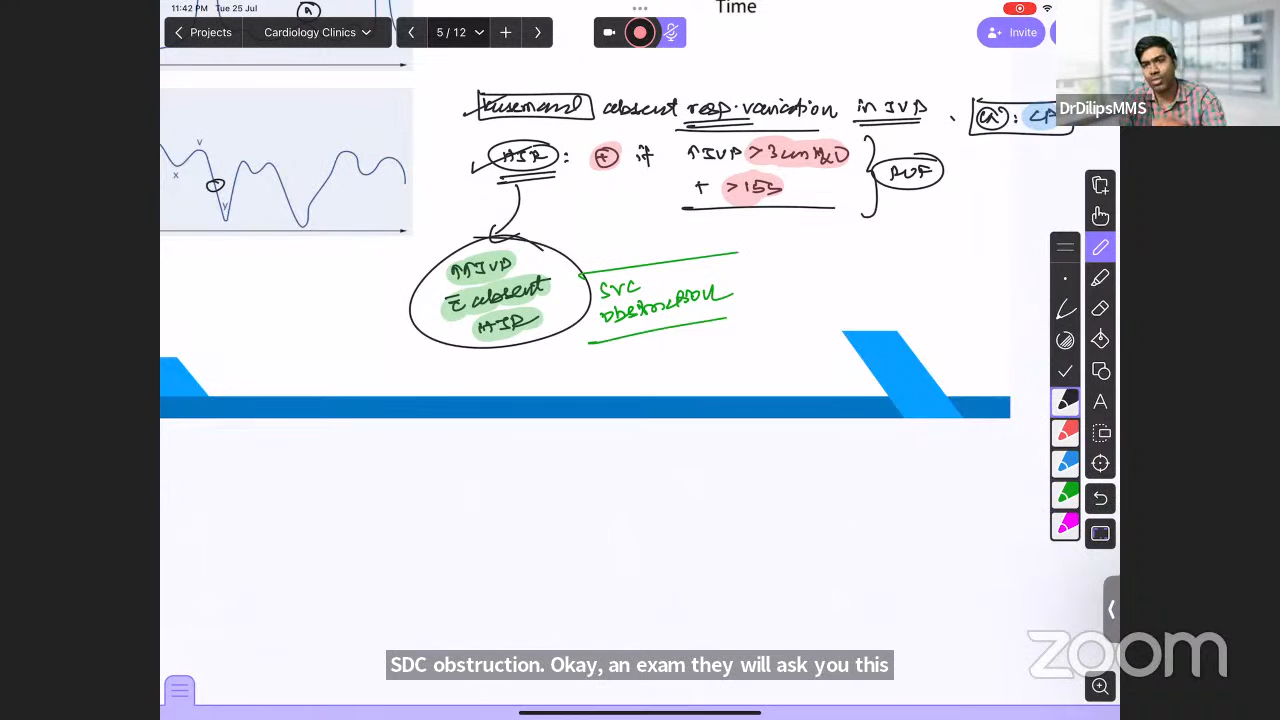 11:42 PM Tue 25 Jul
Time
Projects
Cardiology Clinics
5 / 12
Invite
DrDilipsMMS
a
Kussmaul absent resp. variation in JVP
"a": CP
v
x
y
HJR: + if ↑JVP >3cm H2O
+ >15s
RVF
↑↑JVP
c̄ absent
HJR
SVC
Obstruction
A
SDC obstruction. Okay, an exam they will ask you this
zoom